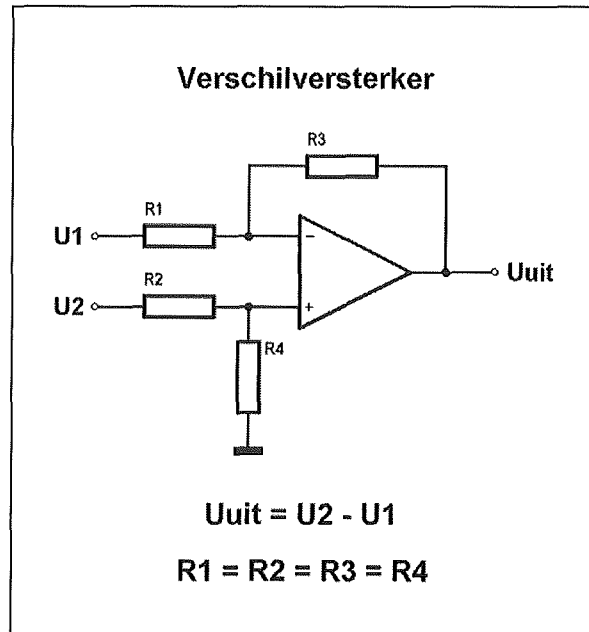 Verschilversterker
R3
R1
U1
-
R2
U2
+
Uuit
R4
Uuit = U2 - U1
R1 = R2 = R3 = R4